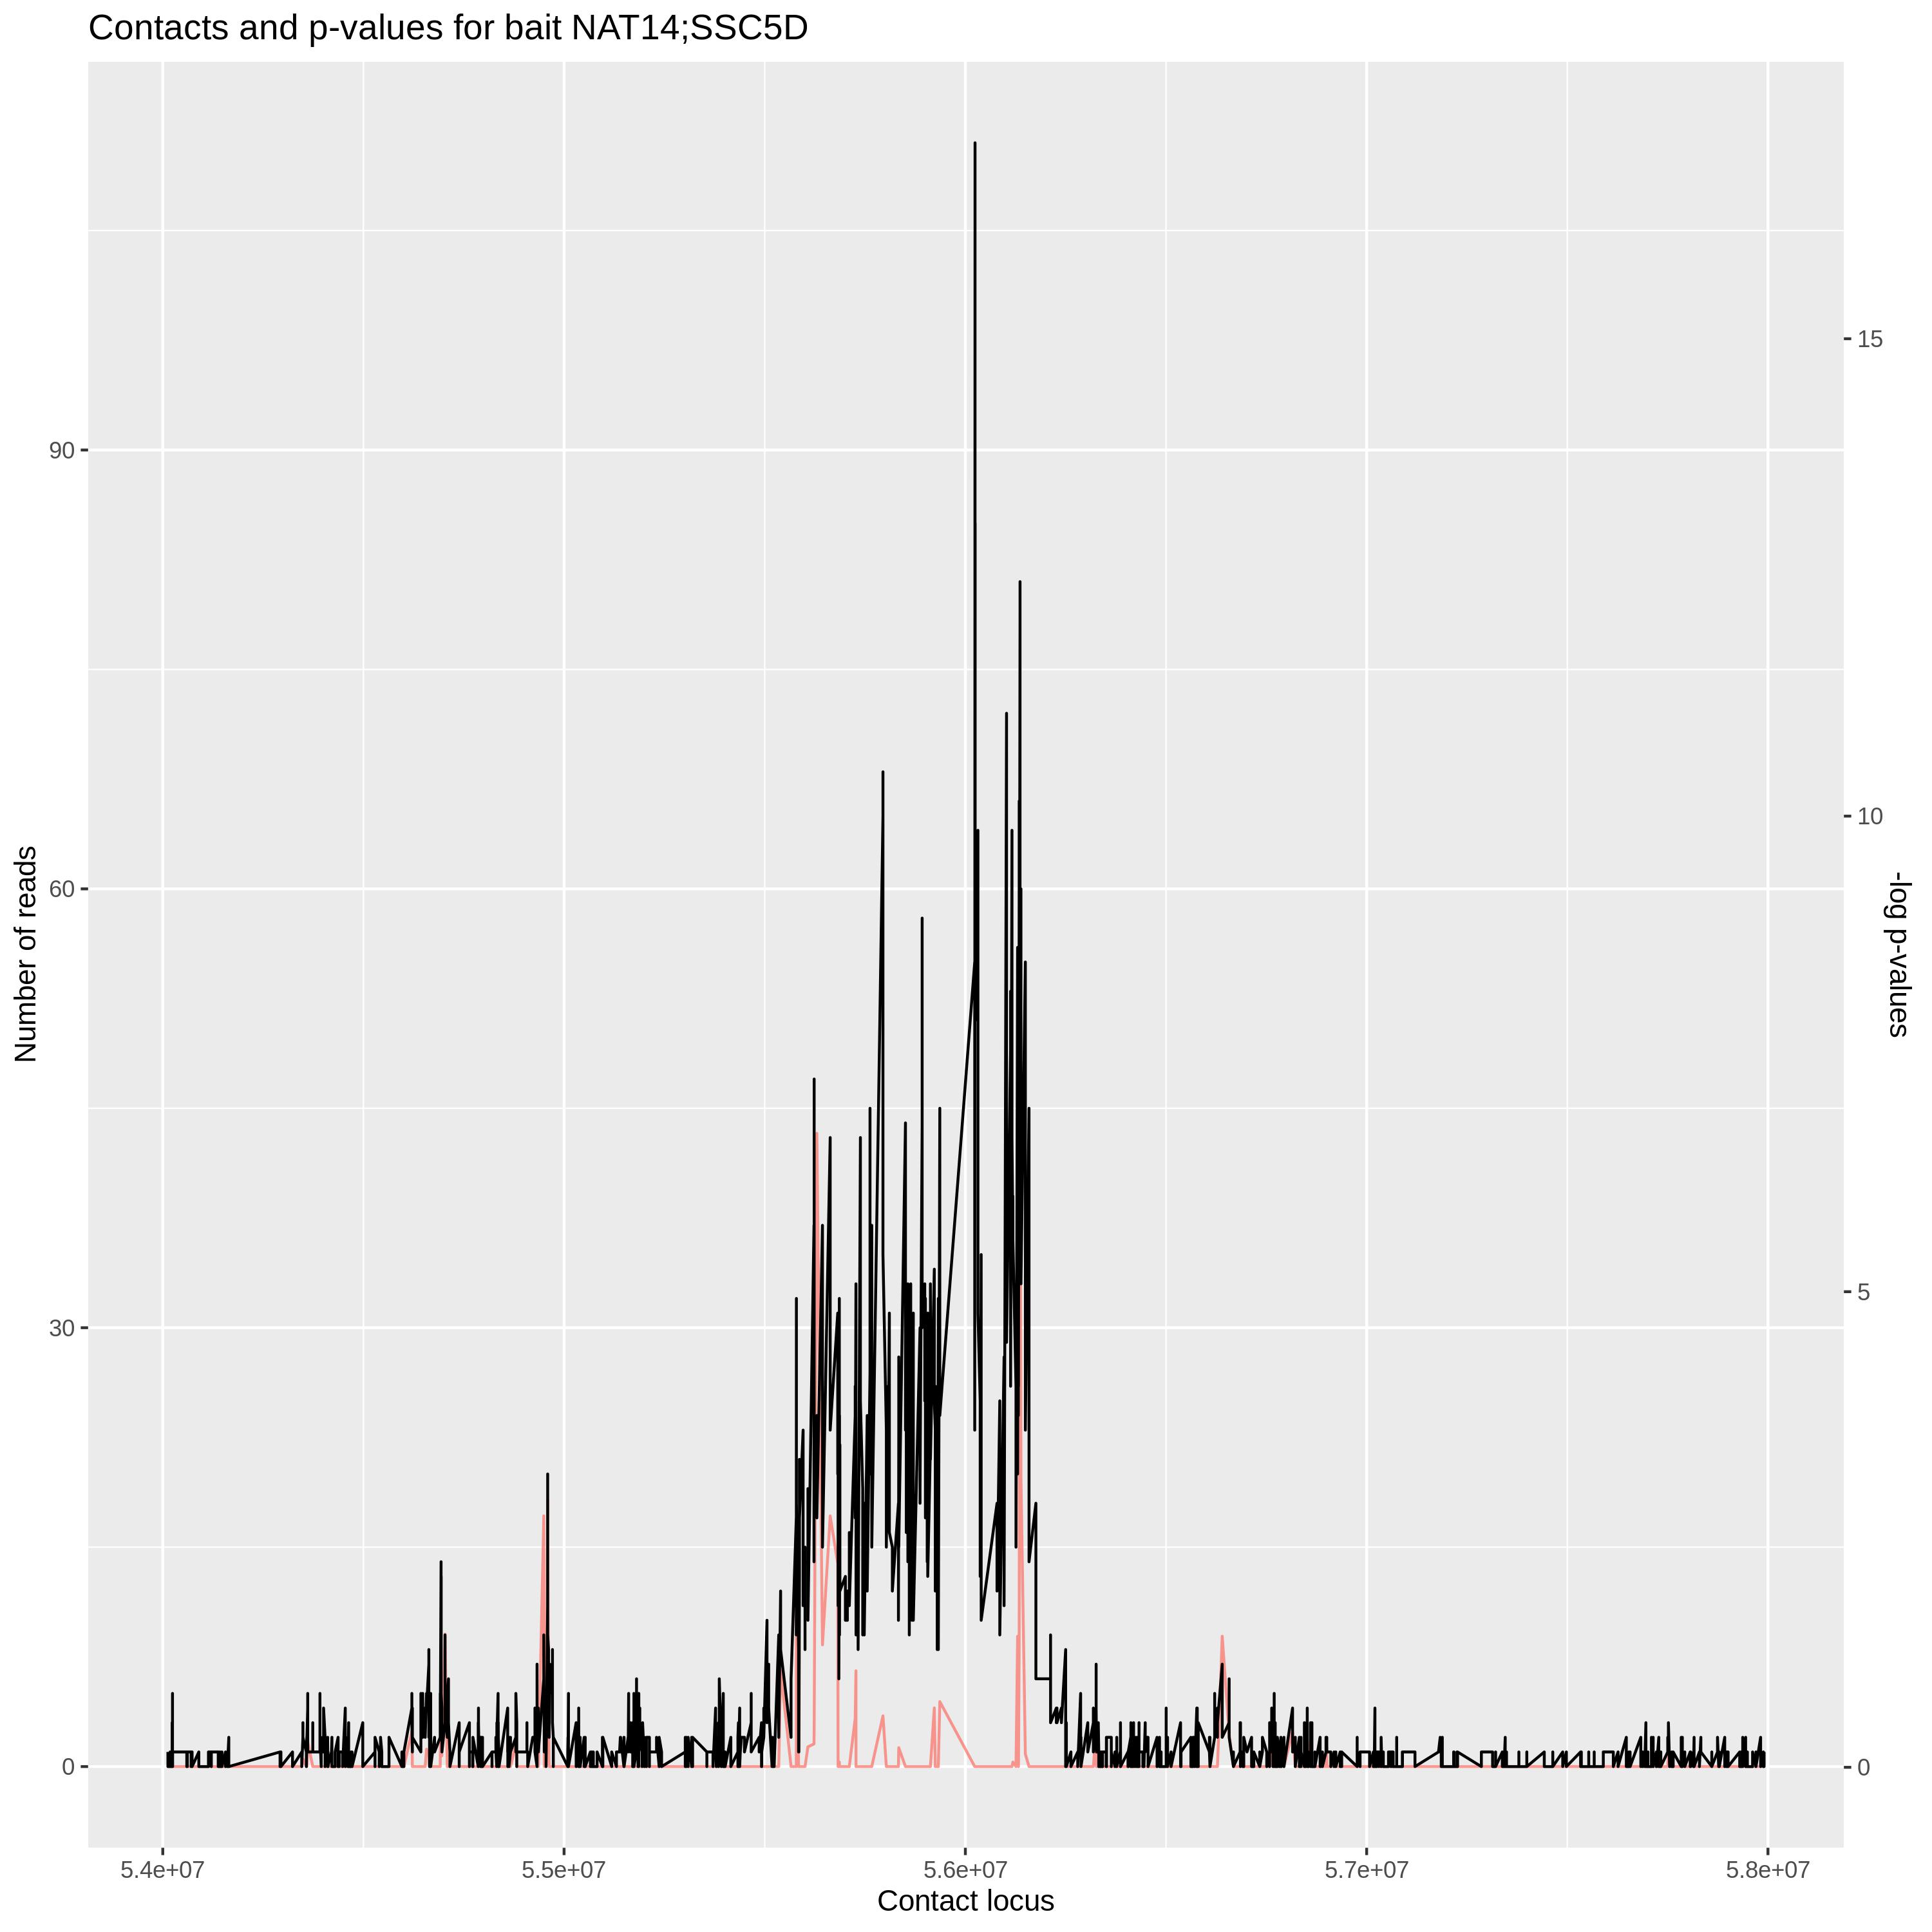 Contacts and p-values for bait NAT14;SSC5D
Number of reads
90
60
30
0
15
10
5
0
-log p-values
5.4e+07
5.5e+07
5.6e+07
5.7e+07
5.8e+07
Contact locus